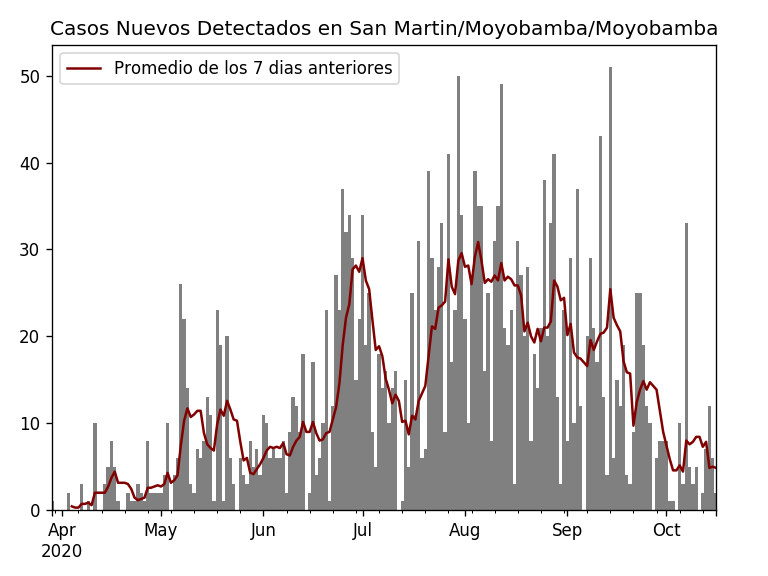 Casos Nuevos Detectados en San Martin/Moyobamba/Moyobamba
Promedio de los 7 dias anteriores
50
40
30
20
10
0
Apr May Jun Jul Aug Sep Oct
2020